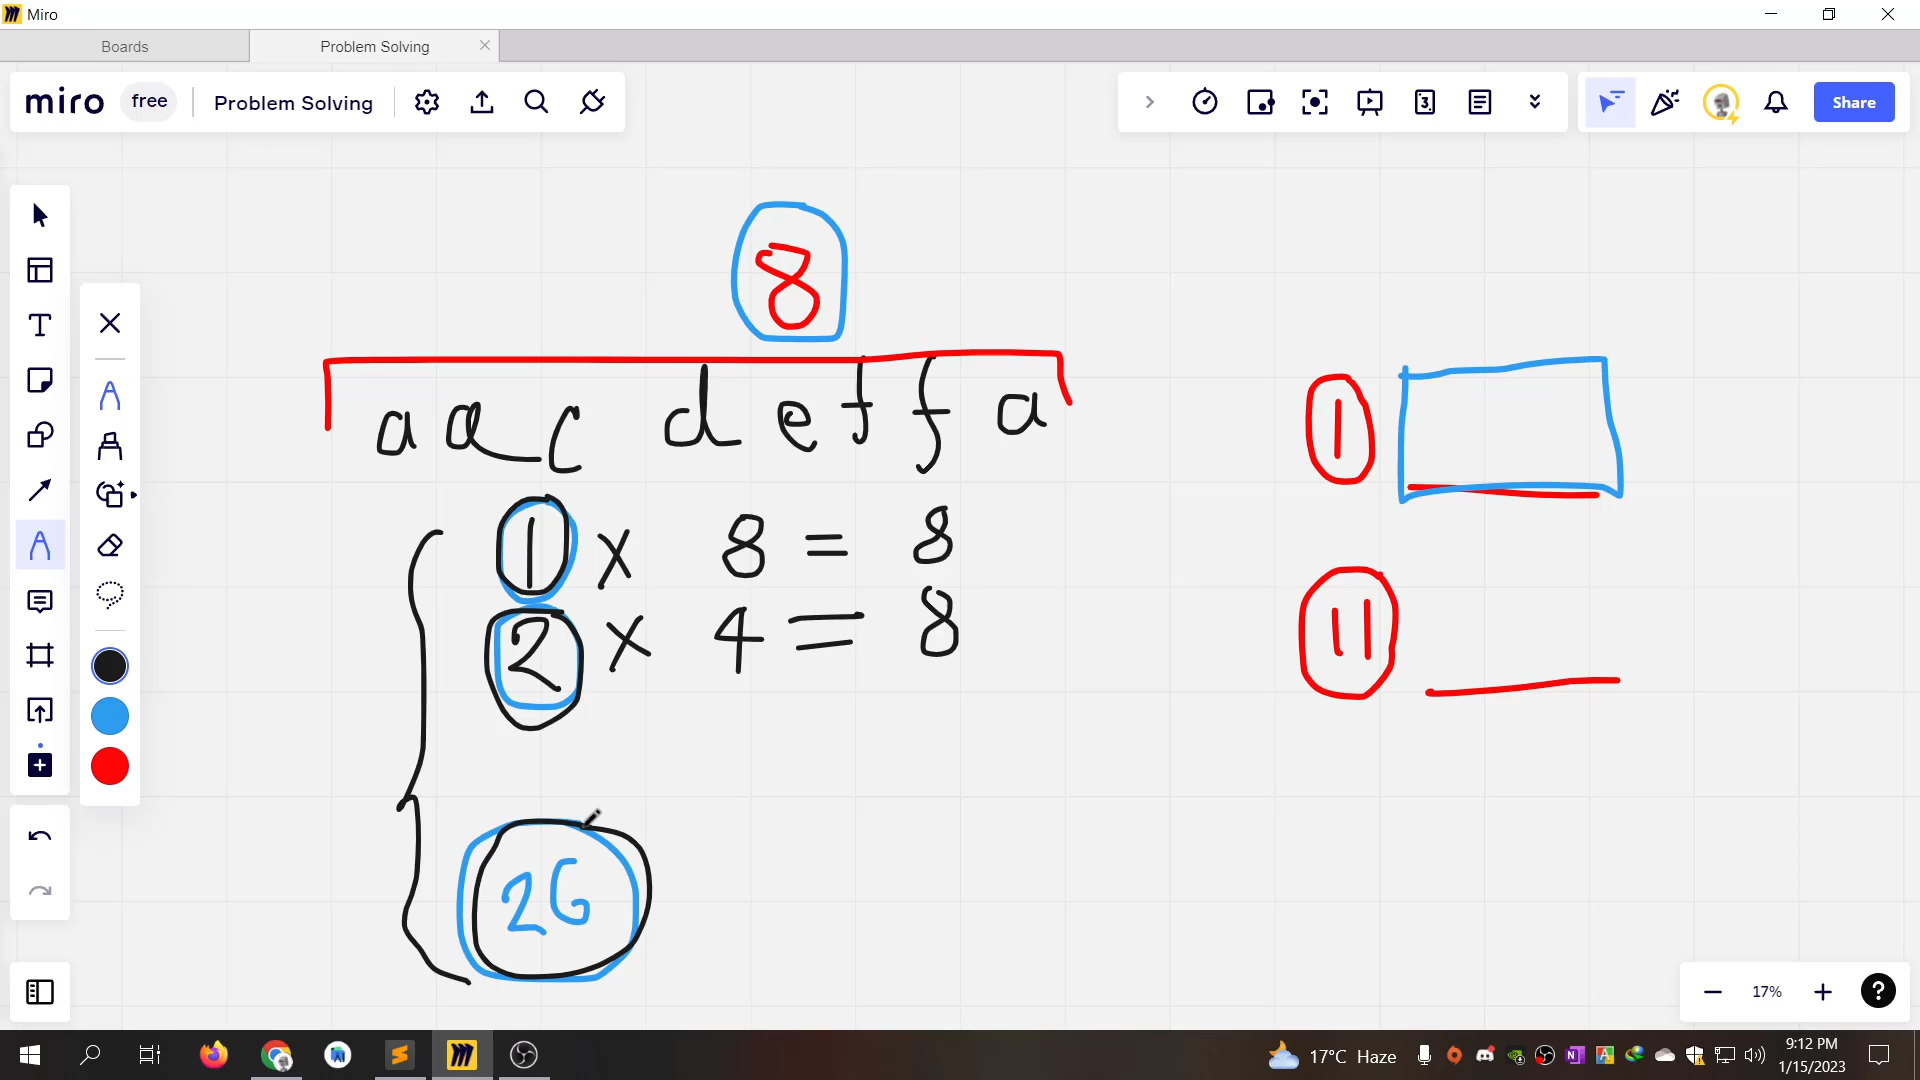 Miro
Boards
Problem Solving
miro
free
Problem Solving
3
Share
8
a a c d e f f a
1 x 8 = 8
2 x 4 = 8
26
1
11
T
17%
?
17°C Haze
9:12 PM
1/15/2023